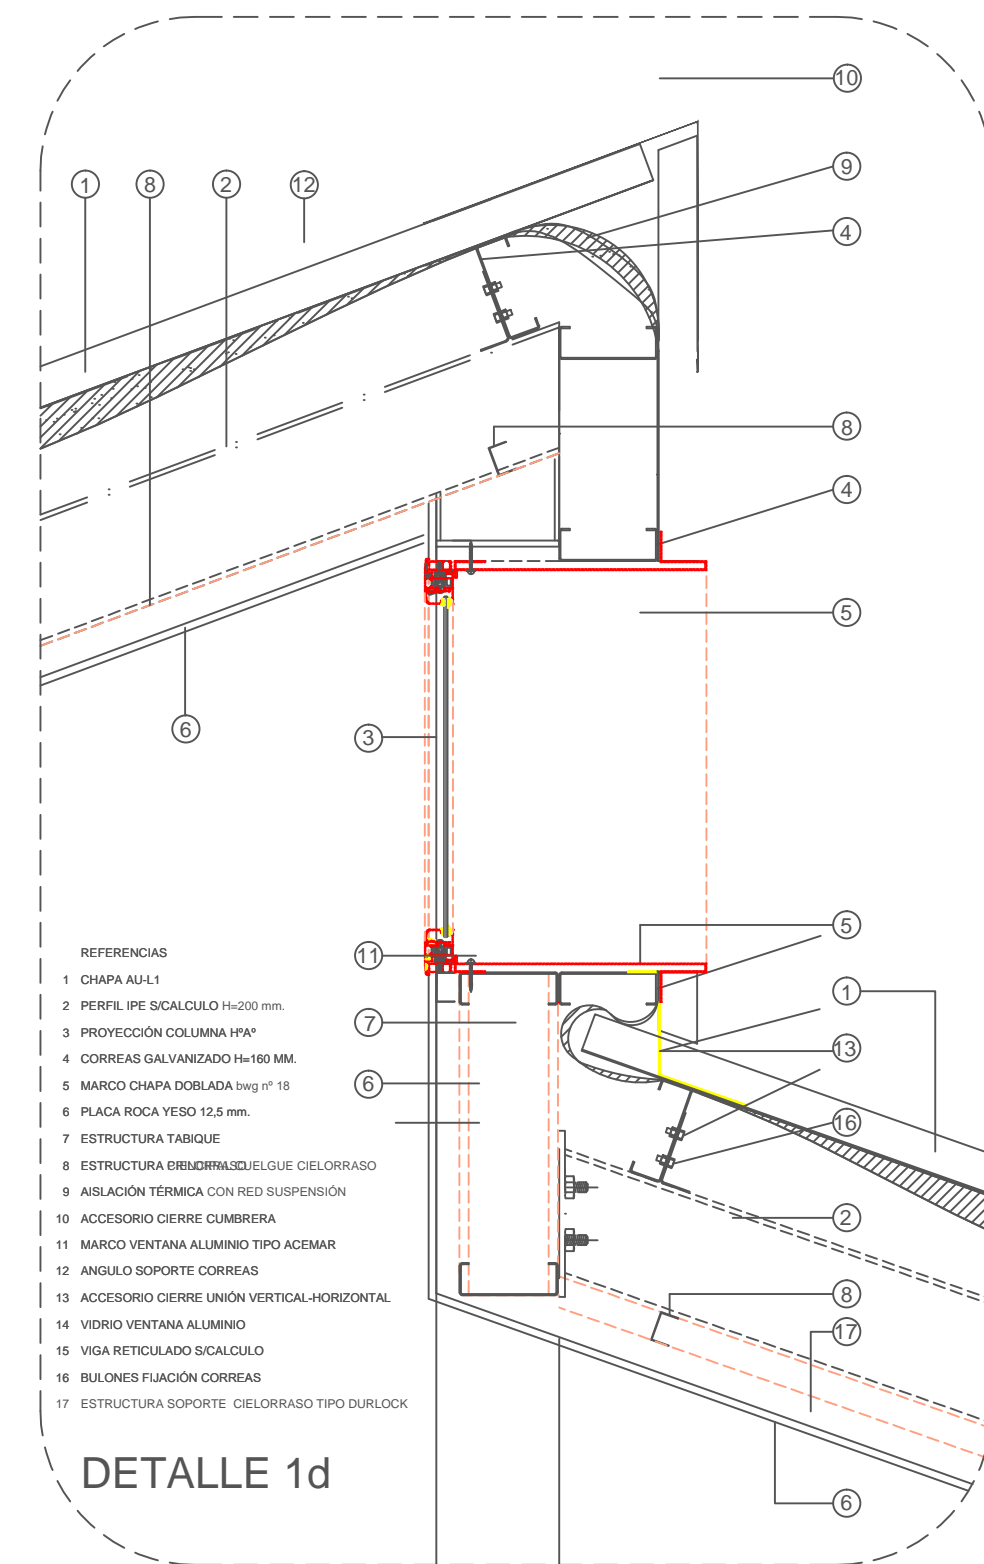 10
9
1
8
2
12
4
8
4
5
6
3
5
11
1
7
13
6
16
2
8
17
6
REFERENCIAS
1 CHAPA AU-L1
2 PERFIL IPE S/CALCULO H=200 mm.
3 PROYECCIÓN COLUMNA HºAº
4 CORREAS GALVANIZADO H=160 MM.
5 MARCO CHAPA DOBLADA bwg nº 18
6 PLACA ROCA YESO 12,5 mm.
7 ESTRUCTURA TABIQUE
8 ESTRUCTURA CUELGUE CIELORRASO
9 AISLACIÓN TÉRMICA CON RED SUSPENSIÓN
10 ACCESORIO CIERRE CUMBRERA
11 MARCO VENTANA ALUMINIO TIPO ACEMAR
12 ANGULO SOPORTE CORREAS
13 ACCESORIO CIERRE UNIÓN VERTICAL-HORIZONTAL
14 VIDRIO VENTANA ALUMINIO
15 VIGA RETICULADO S/CALCULO
16 BULONES FIJACIÓN CORREAS
17 ESTRUCTURA SOPORTE CIELORRASO TIPO DURLOCK
DETALLE 1d